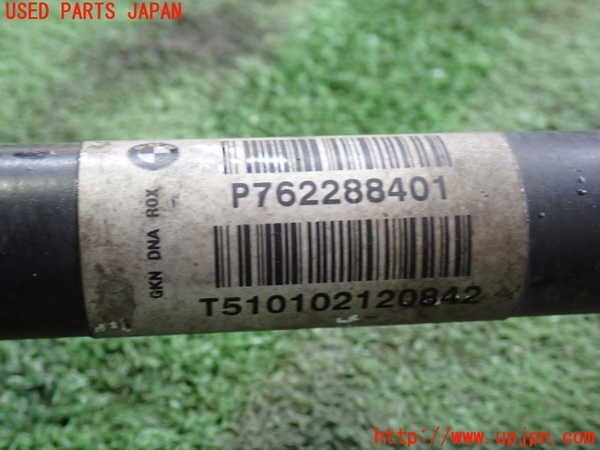 USED PARTS JAPAN
P762288401
GKN DNA ROX
T510102120842
http://www.upjpn.com/